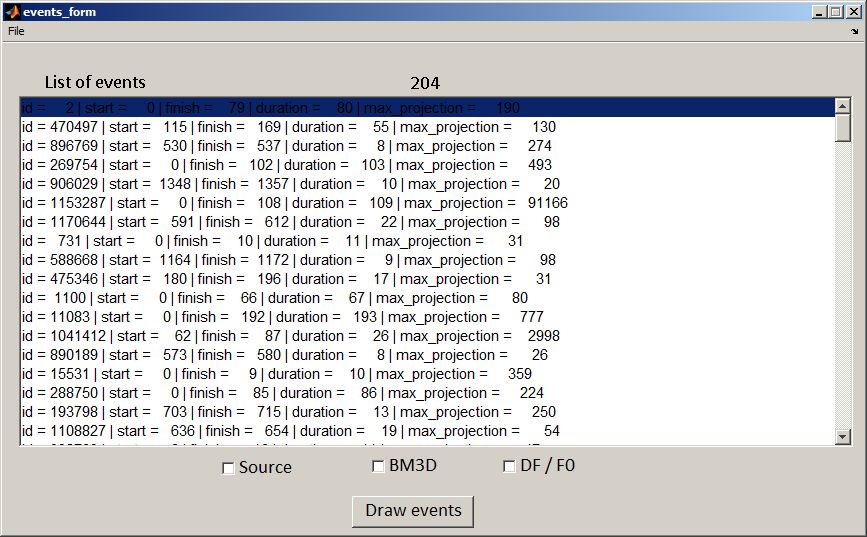 events_form
File
List of events 204
id = 2 | start = 0 | finish = 79 | duration = 80 | max_projection = 190
id = 470497 | start = 115 | finish = 169 | duration = 55 | max_projection = 130
id = 896769 | start = 530 | finish = 537 | duration = 8 | max_projection = 274
id = 269754 | start = 0 | finish = 102 | duration = 103 | max_projection = 493
id = 906029 | start = 1348 | finish = 1357 | duration = 10 | max_projection = 20
id = 1153287 | start = 0 | finish = 108 | duration = 109 | max_projection = 91166
id = 1170644 | start = 591 | finish = 612 | duration = 22 | max_projection = 98
id = 731 | start = 0 | finish = 10 | duration = 11 | max_projection = 31
id = 588668 | start = 1164 | finish = 1172 | duration = 9 | max_projection = 98
id = 475346 | start = 180 | finish = 196 | duration = 17 | max_projection = 31
id = 1100 | start = 0 | finish = 66 | duration = 67 | max_projection = 80
id = 11083 | start = 0 | finish = 192 | duration = 193 | max_projection = 777
id = 1041412 | start = 62 | finish = 87 | duration = 26 | max_projection = 2998
id = 890189 | start = 573 | finish = 580 | duration = 8 | max_projection = 26
id = 15531 | start = 0 | finish = 9 | duration = 10 | max_projection = 359
id = 288750 | start = 0 | finish = 85 | duration = 86 | max_projection = 224
id = 193798 | start = 703 | finish = 715 | duration = 13 | max_projection = 250
id = 1108827 | start = 636 | finish = 654 | duration = 19 | max_projection = 54
Source BM3D DF / F0
Draw events